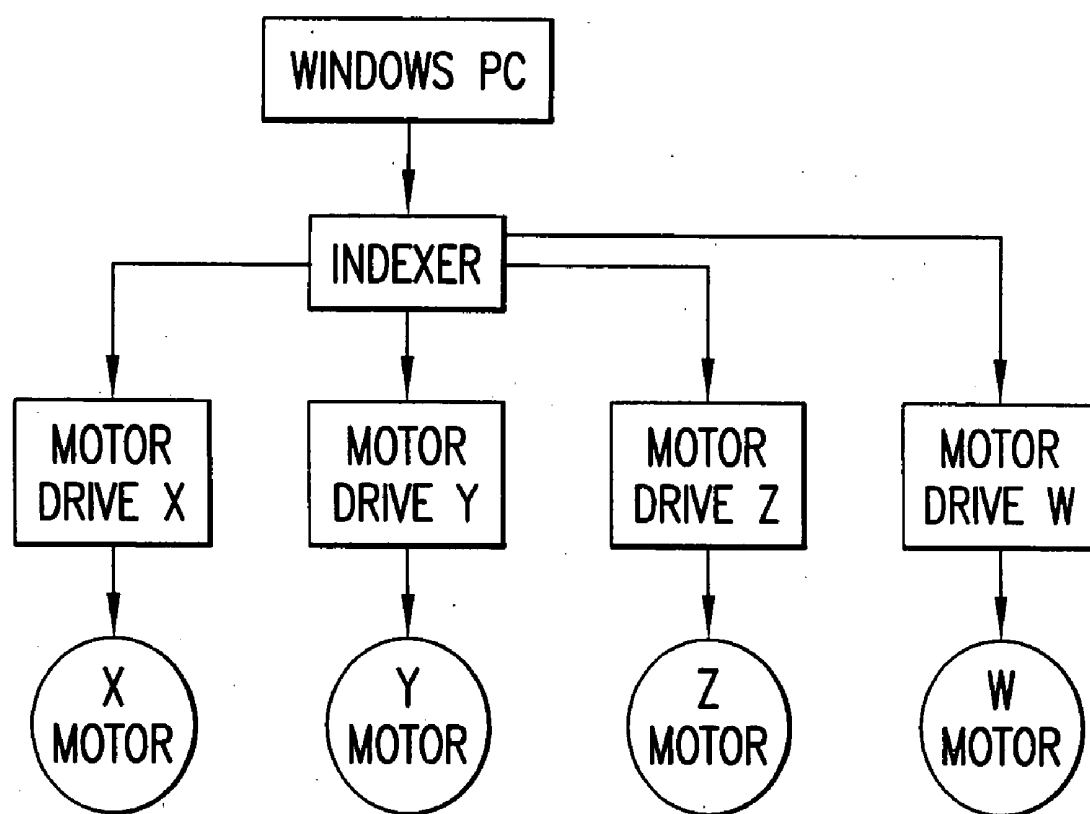 WINDOWS PC
INDEXER
MOTOR
DRIVE X
MOTOR
DRIVE Y
MOTOR
DRIVE Z
MOTOR
DRIVE W
X
MOTOR
Y
MOTOR
Z
MOTOR
W
MOTOR